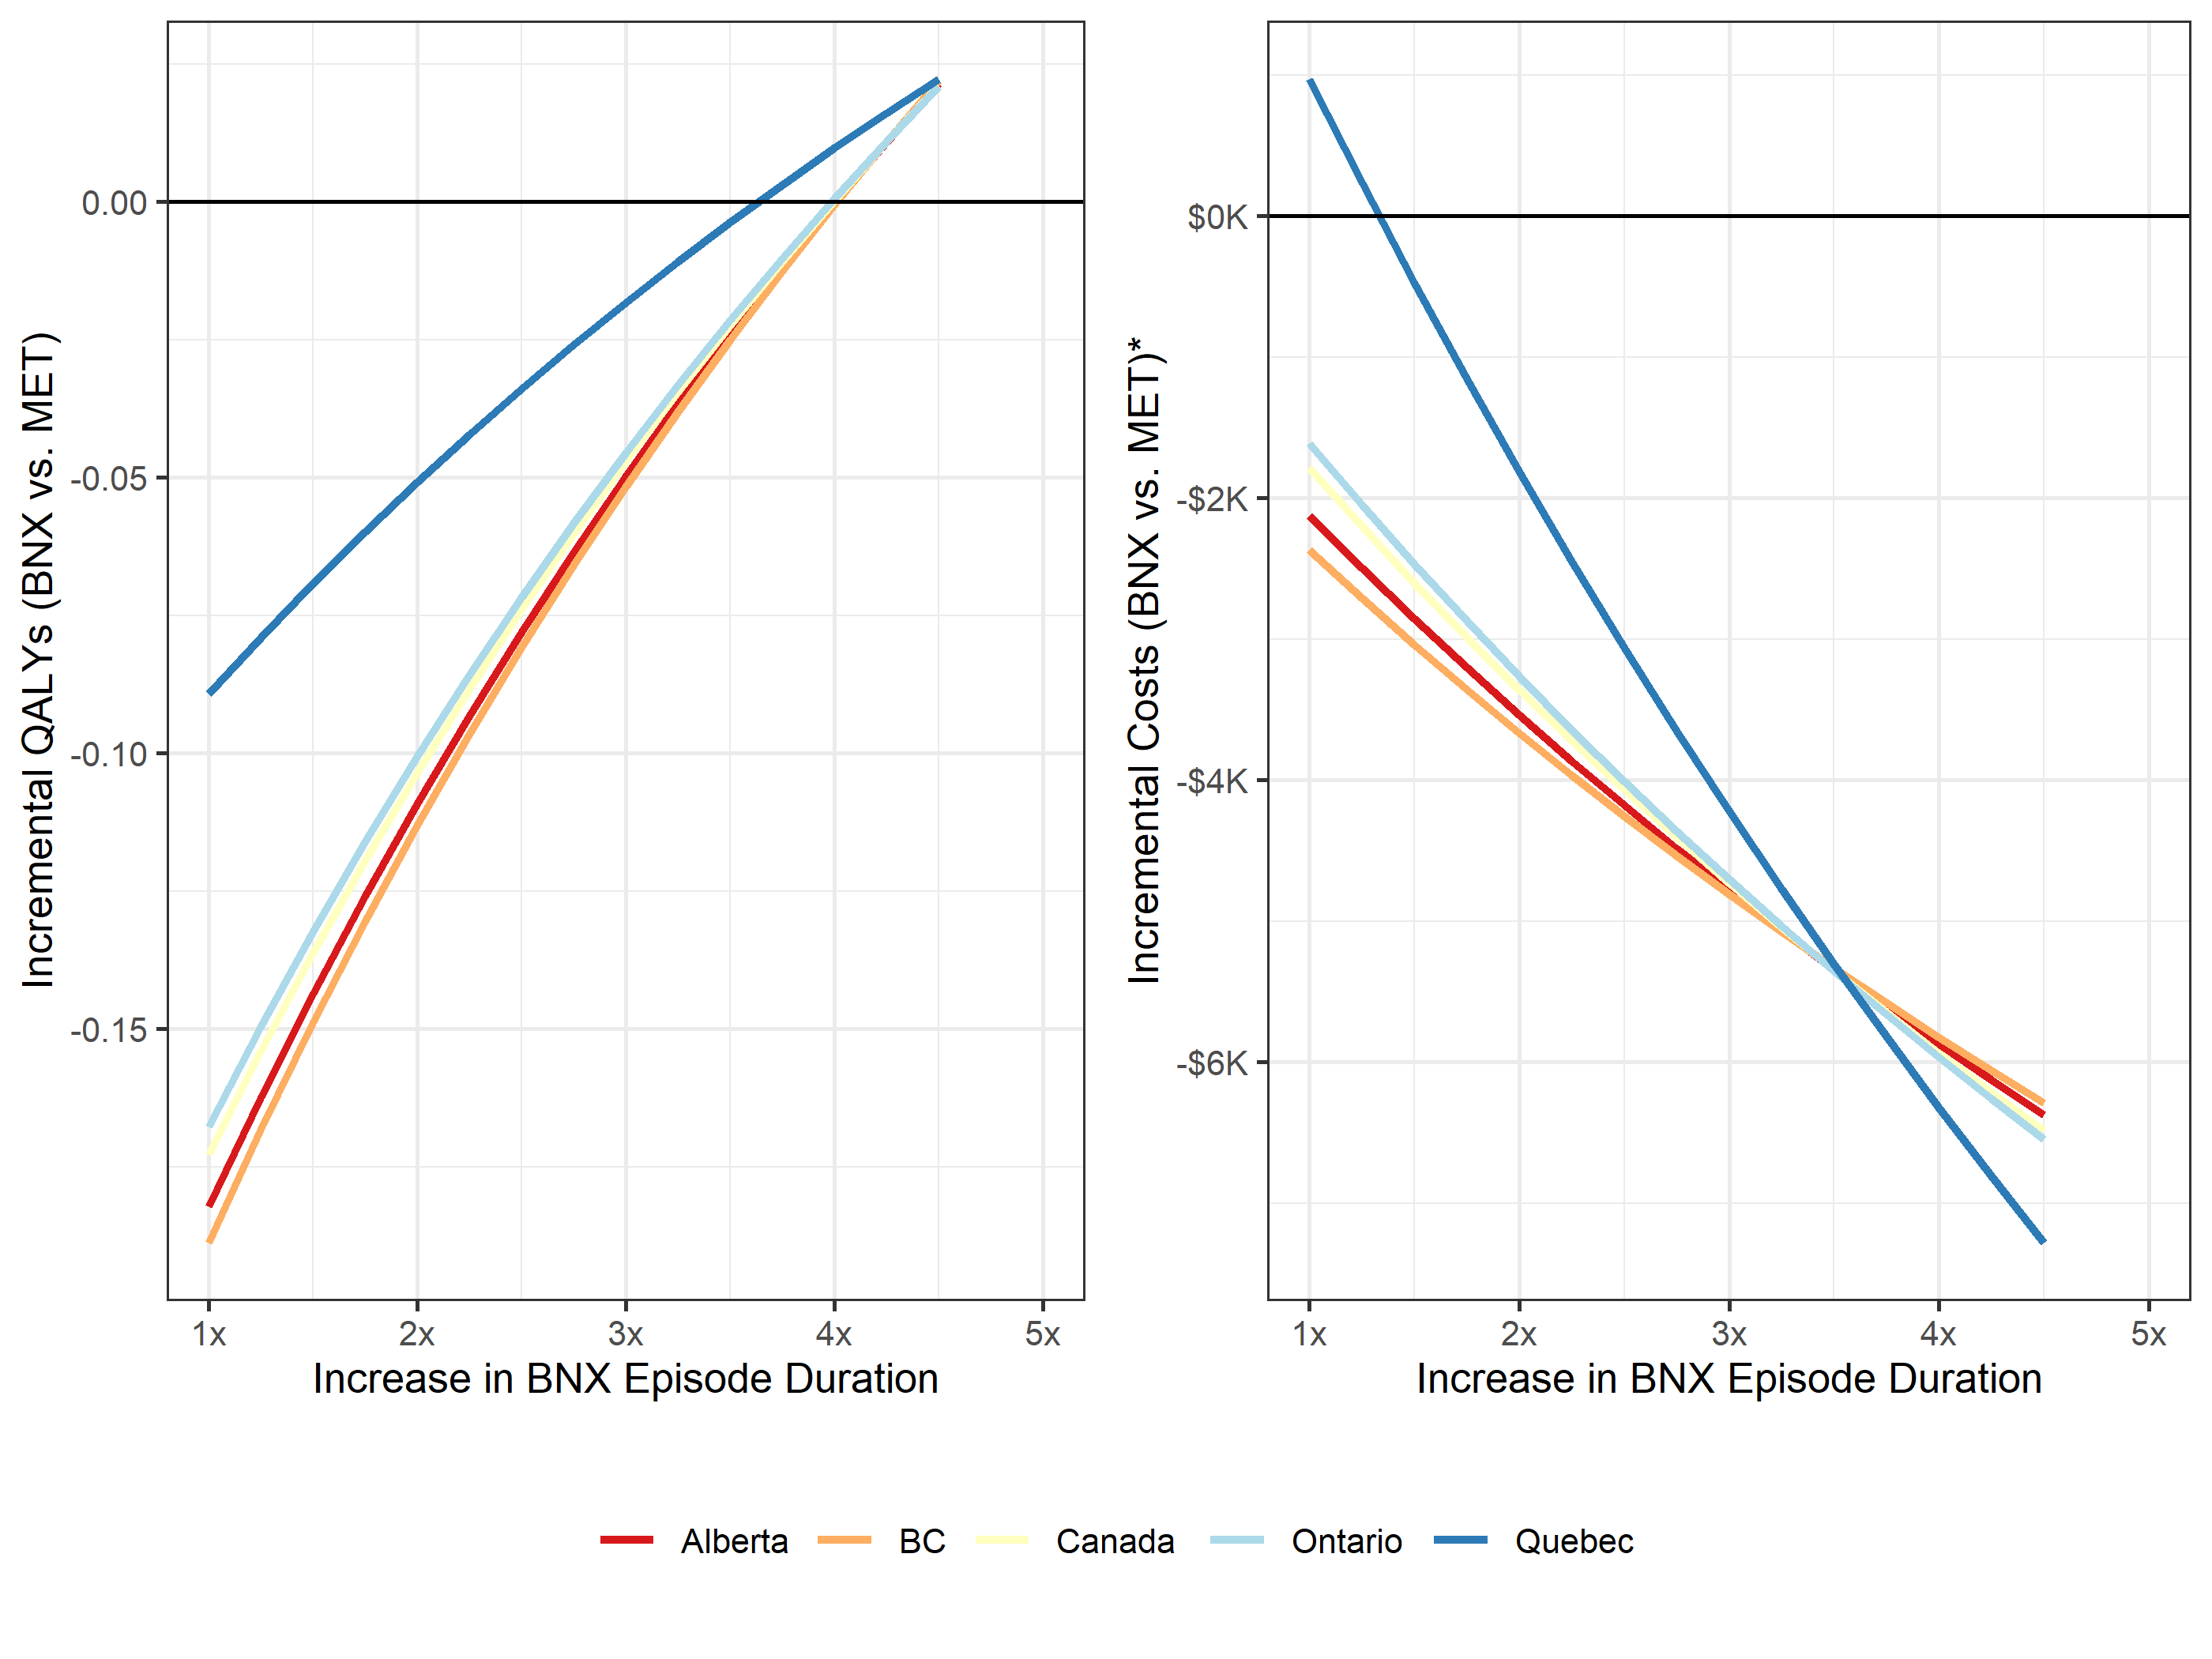 Incremental QALYs (BNX vs. MET)
0.00
-0.05
-0.10
-0.15
1x 2x 3x 4x 5x
Increase in BNX Episode Duration
Incremental Costs (BNX vs. MET)*
$0K
-$2K
-$4K
-$6K
1x 2x 3x 4x 5x
Increase in BNX Episode Duration
Alberta BC Canada Ontario Quebec